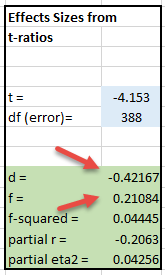 Effects Sizes from
t-ratios
t = -4.153
df (error)= 388
d = -0.42167
f = 0.21084
f-squared = 0.04445
partial r = -0.2063
partial eta2 = 0.04256